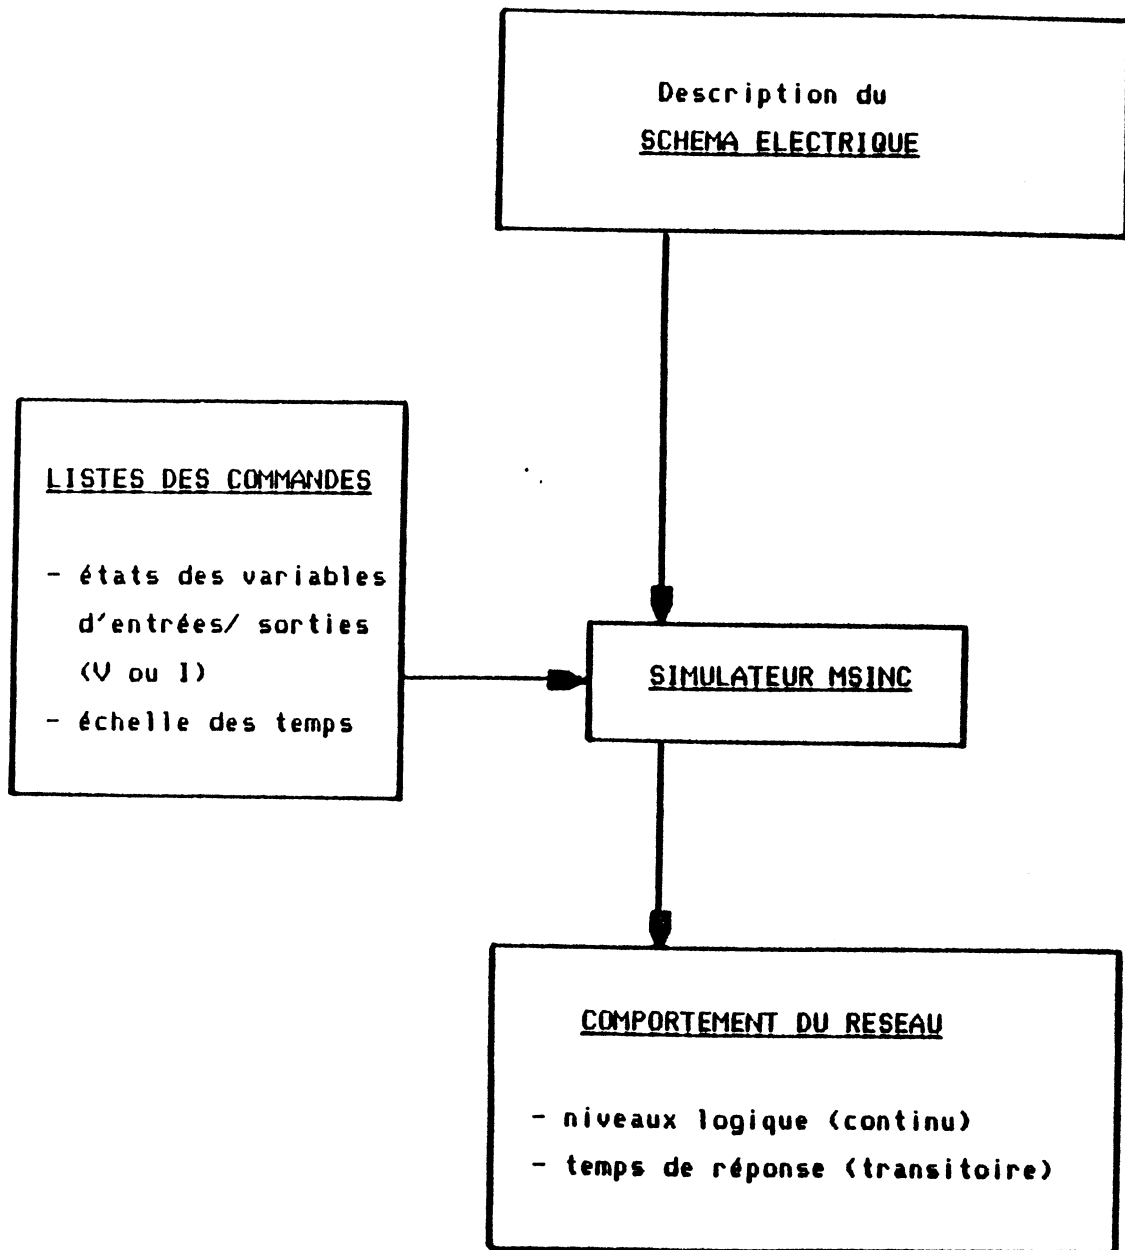 Description du
SCHEMA ELECTRIQUE
LISTES DES COMMANDES
- états des variables
d'entrées/ sorties
(V ou I)
- échelle des temps
SIMULATEUR MSINC
COMPORTEMENT DU RESEAU
- niveaux logique (continu)
- temps de réponse (transitoire)